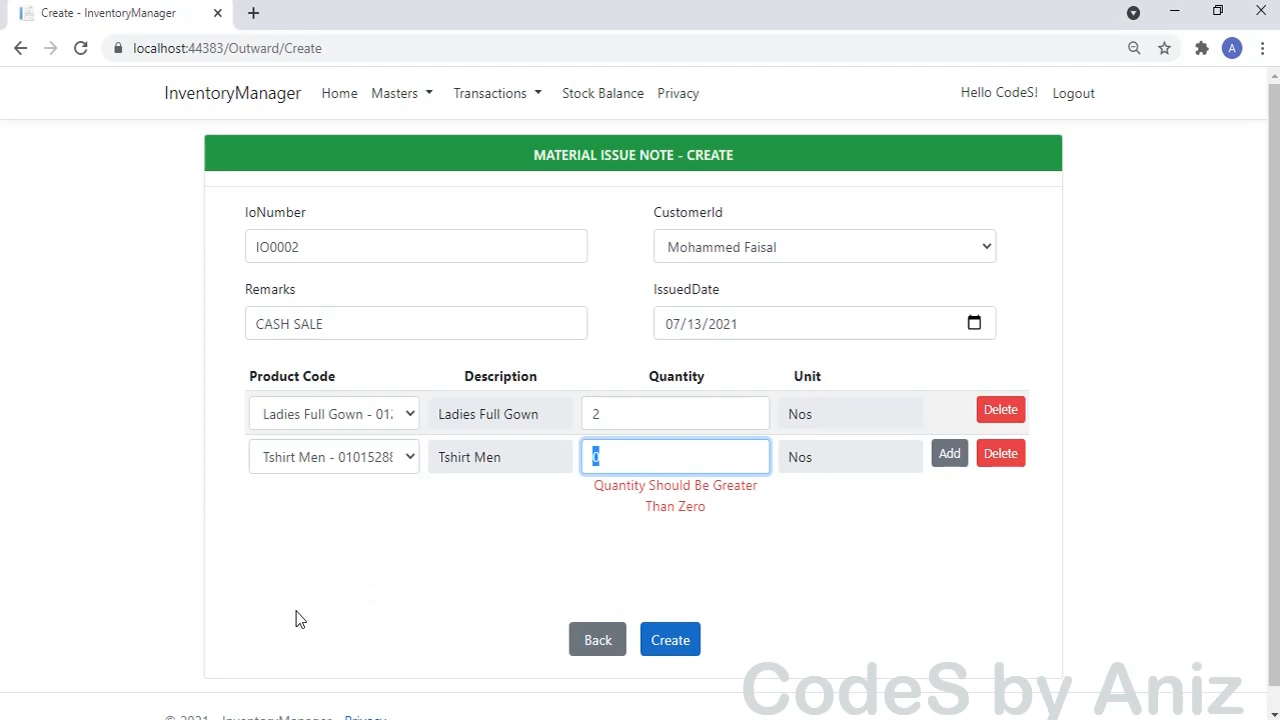 Create - InventoryManager
localhost:44383/Outward/Create
A
InventoryManager Home Masters Transactions Stock Balance Privacy Hello CodeS! Logout
MATERIAL ISSUE NOTE - CREATE
IoNumber CustomerId
IO0002 Mohammed Faisal
Remarks IssuedDate
CASH SALE 07/13/2021
Product Code Description Quantity Unit
Ladies Full Gown - 01 Ladies Full Gown 2 Nos Delete
Tshirt Men - 0101528 Tshirt Men 0 Nos Add Delete
Quantity Should Be Greater
Than Zero
Back Create
CodeS by Aniz
© 2021 - InventoryManager - Privacy